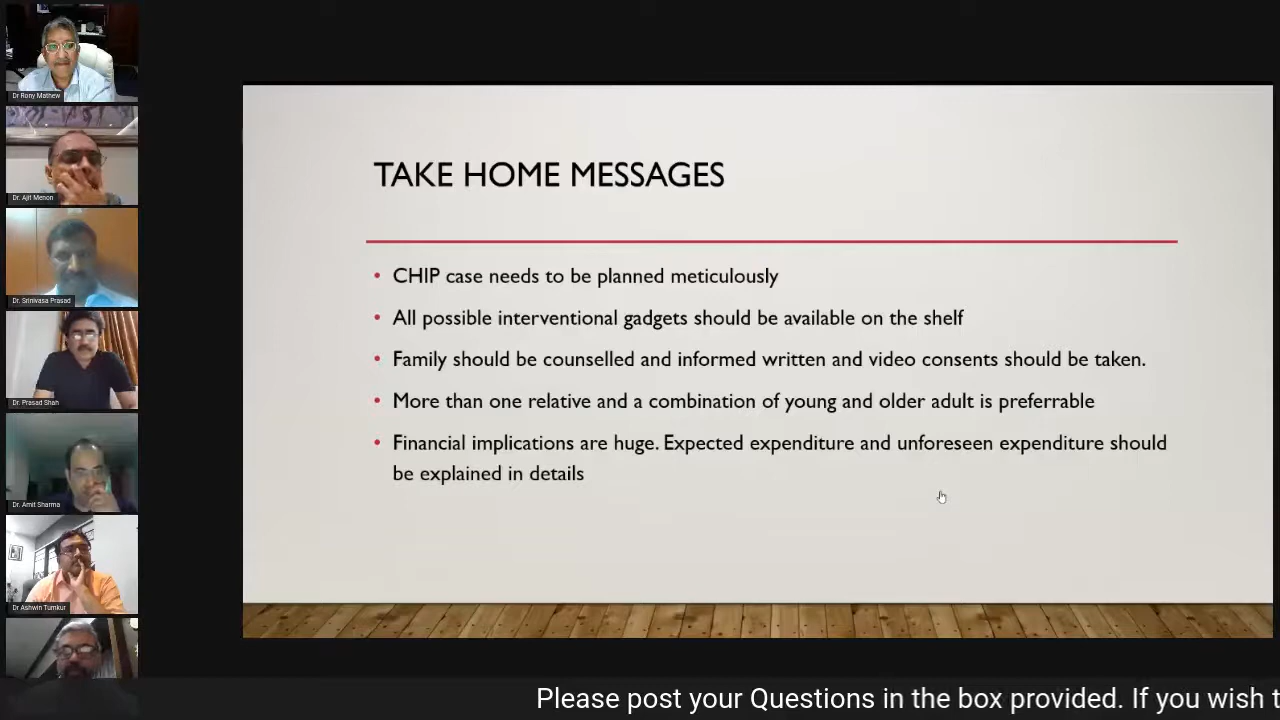 Dr Rony Mathew
Dr. Ajit Menon
Dr. Srinivasa Prasad
Dr. Prasad Shah
Dr. Amit Sharma
Dr Ashwin Tumkur
TAKE HOME MESSAGES
• CHIP case needs to be planned meticulously
• All possible interventional gadgets should be available on the shelf
• Family should be counselled and informed written and video consents should be taken.
• More than one relative and a combination of young and older adult is preferrable
• Financial implications are huge. Expected expenditure and unforeseen expenditure should
be explained in details
Please post your Questions in the box provided. If you wish t